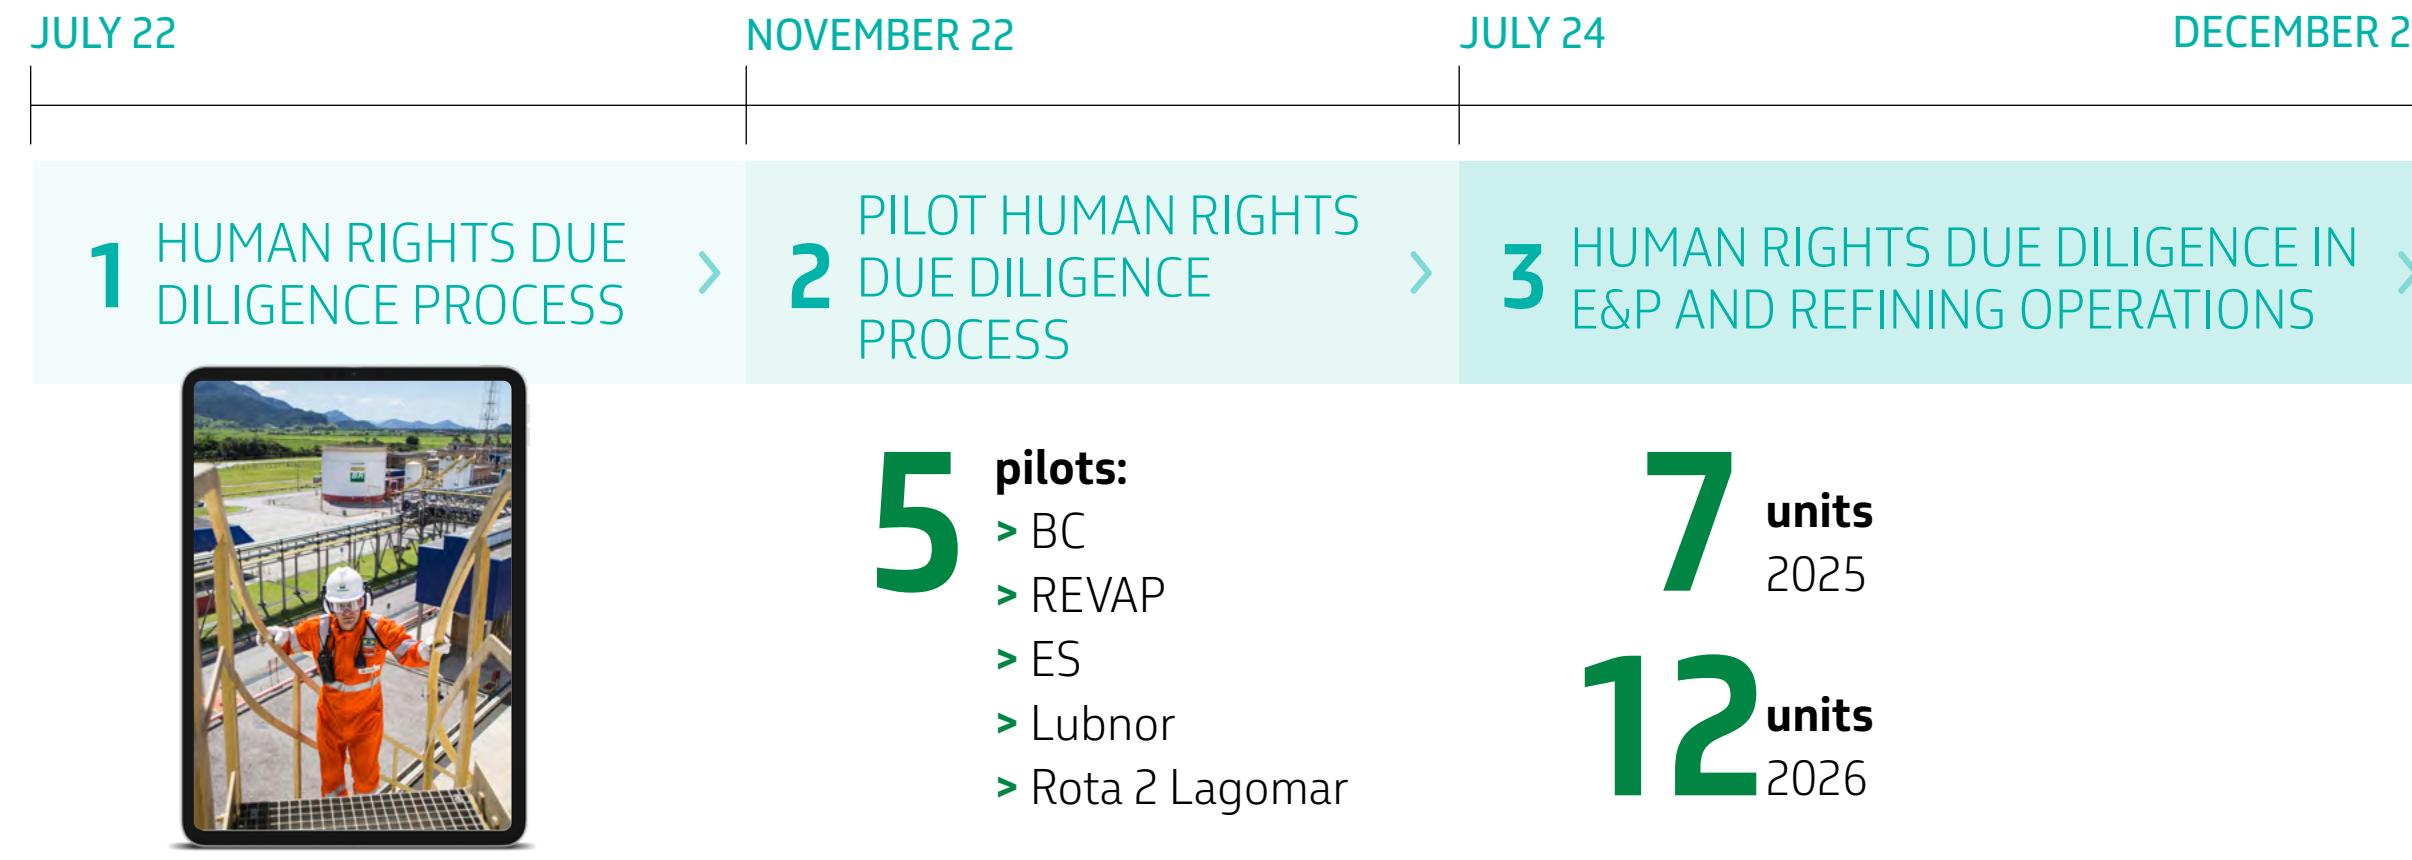 JULY 22
NOVEMBER 22
JULY 24
DECEMBER
1
HUMAN RIGHTS DUE
DILIGENCE PROCESS
2
PILOT HUMAN RIGHTS
DUE DILIGENCE
PROCESS
3
HUMAN RIGHTS DUE DILIGENCE IN
E&P AND REFINING OPERATIONS
5
pilots:
> BC
> REVAP
> ES
> Lubnor
> Rota 2 Lagomar
7
units
2025
12
units
2026
BR